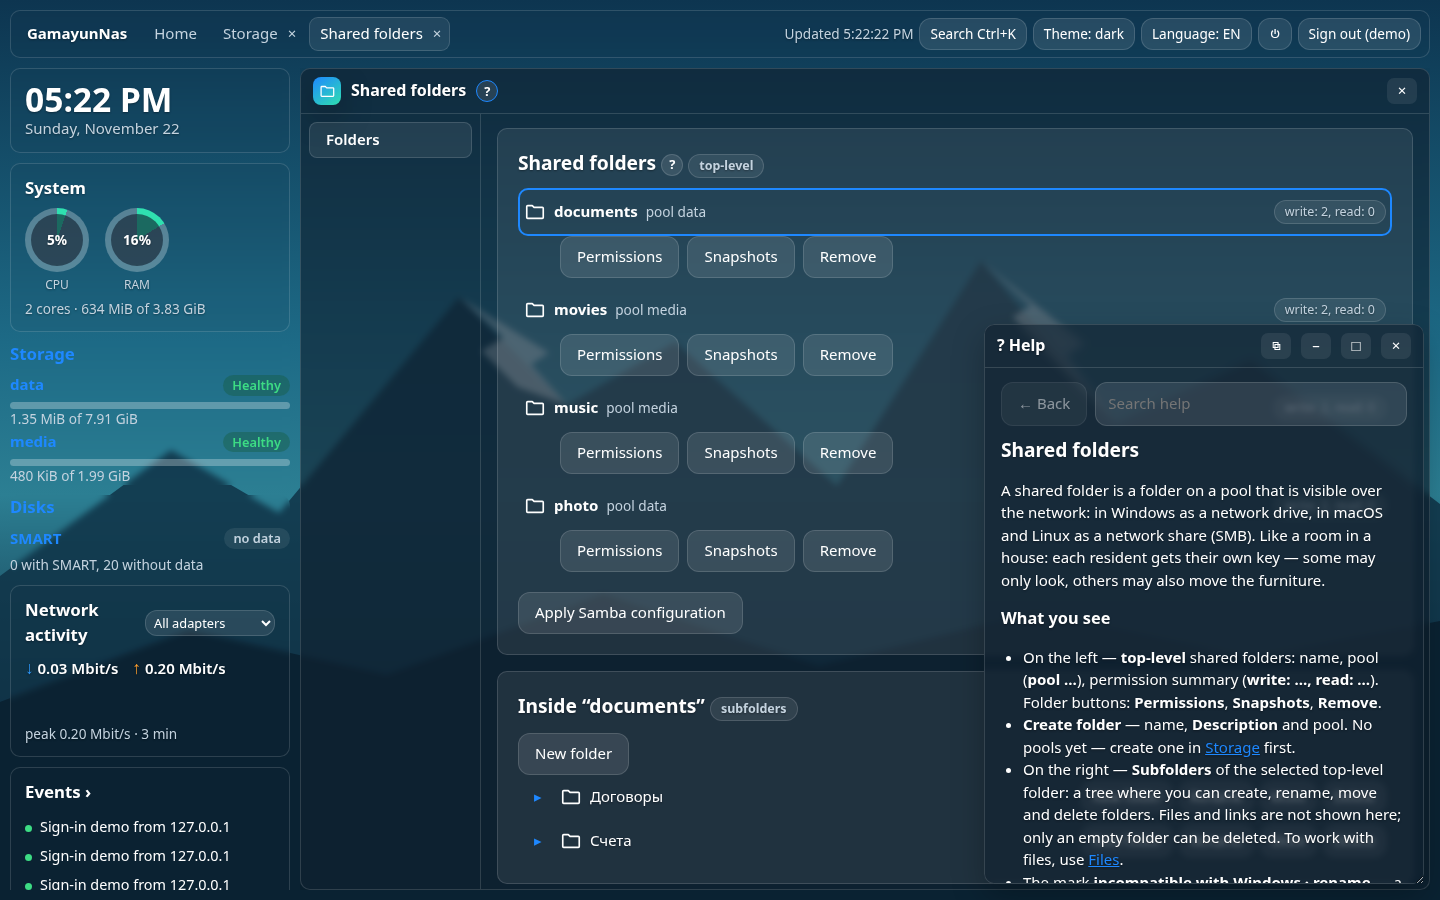 GamayunNas Home Storage × Shared folders × Updated 5:22:22 PM Search Ctrl+K Theme: dark Language: EN Sign out (demo)
05:22 PM
Sunday, November 22
System
5% 16%
CPU RAM
2 cores · 634 MiB of 3.83 GiB
Storage
data Healthy
1.35 MiB of 7.91 GiB
media Healthy
480 KiB of 1.99 GiB
Disks
SMART no data
0 with SMART, 20 without data
Network
activity
All adapters
↓ 0.03 Mbit/s ↑ 0.20 Mbit/s
peak 0.20 Mbit/s · 3 min
Events ›
Sign-in demo from 127.0.0.1
Sign-in demo from 127.0.0.1
Sign-in demo from 127.0.0.1
Shared folders ? ×
Folders
Shared folders ? top-level
documents pool data write: 2, read: 0
Permissions Snapshots Remove
movies pool media write: 2, read: 0
Permissions Snapshots Remove
music pool media
Permissions Snapshots Remove
photo pool data
Permissions Snapshots Remove
Apply Samba configuration
Inside “documents” subfolders
New folder
▸ Договоры
▸ Счета
? Help
← Back Search help
Shared folders
A shared folder is a folder on a pool that is visible over
the network: in Windows as a network drive, in macOS
and Linux as a network share (SMB). Like a room in a
house: each resident gets their own key — some may
only look, others may also move the furniture.
What you see
• On the left — top-level shared folders: name, pool
(pool …), permission summary (write: …, read: …).
Folder buttons: Permissions, Snapshots, Remove.
• Create folder — name, Description and pool. No
pools yet — create one in Storage first.
• On the right — Subfolders of the selected top-level
folder: a tree where you can create, rename, move
and delete folders. Files and links are not shown here;
only an empty folder can be deleted. To work with
files, use Files.
• The mark incompatible with Windows · rename — a